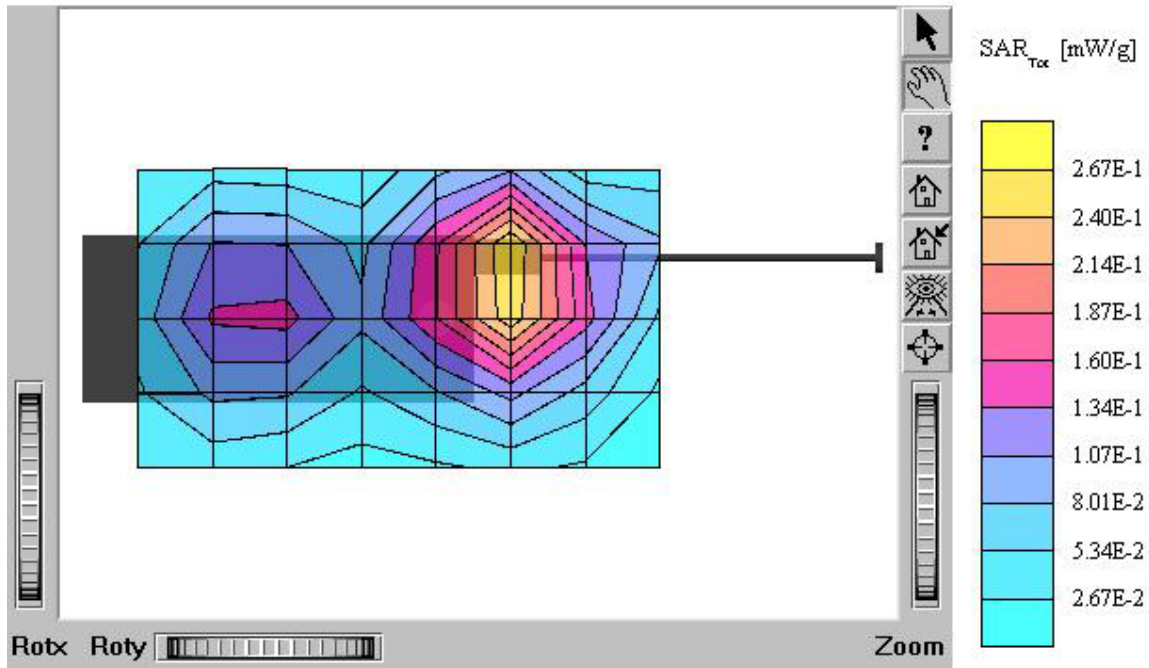 SAR_Tot [mW/g]
?
2.67E-1
2.40E-1
2.14E-1
1.87E-1
1.60E-1
1.34E-1
1.07E-1
8.01E-2
5.34E-2
2.67E-2
Rotx Roty Zoom